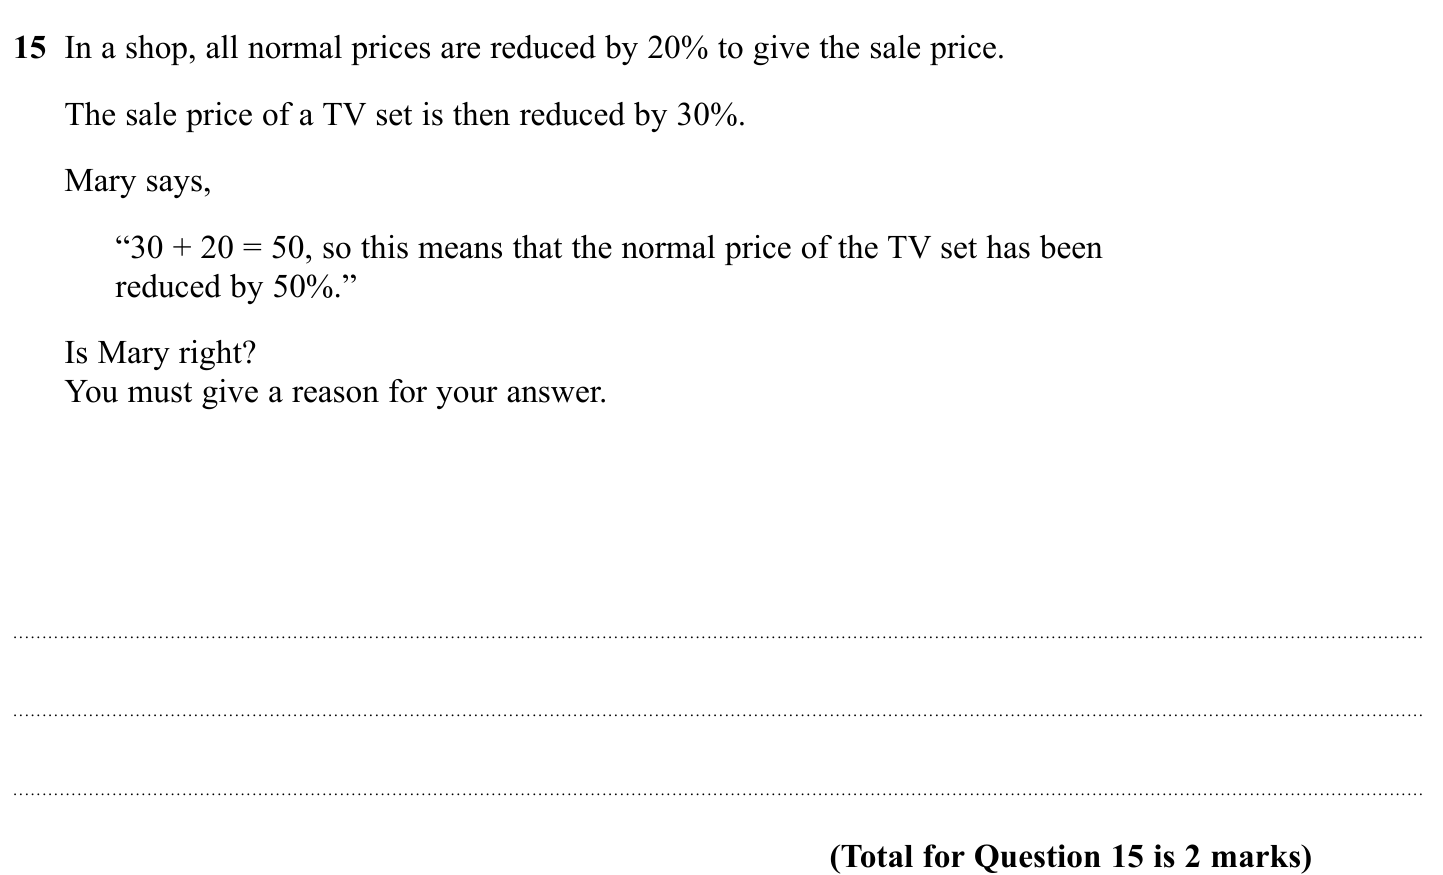 15 In a shop, all normal prices are reduced by 20% to give the sale price.
The sale price of a TV set is then reduced by 30%.
Mary says,
“30 + 20 = 50, so this means that the normal price of the TV set has been
reduced by 50%.”
Is Mary right?
You must give a reason for your answer.
(Total for Question 15 is 2 marks)